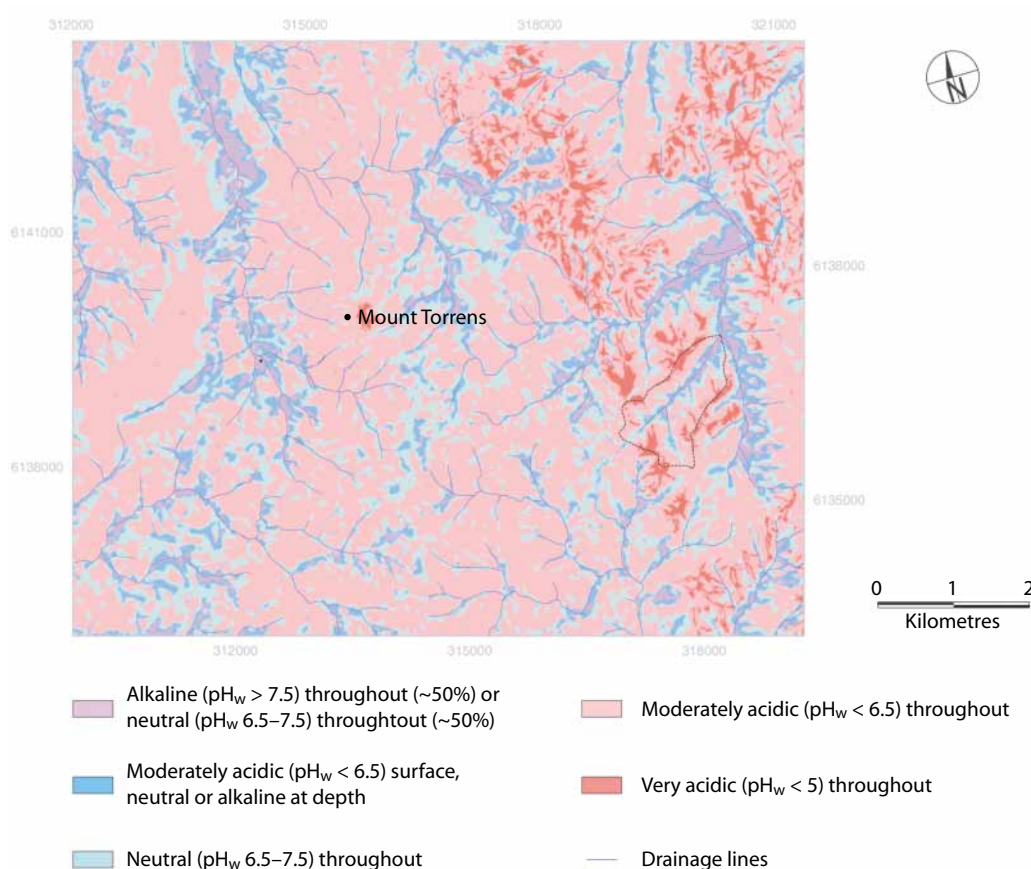 312000 315000 318000 321000
N
6141000
6138000
Mount Torrens
6138000
6135000
0 1 2
Kilometres
312000 315000 318000
Alkaline (pHw > 7.5) throughout (~50%) or
neutral (pHw 6.5–7.5) throughtout (~50%)
Moderately acidic (pHw < 6.5) throughout
Moderately acidic (pHw < 6.5) surface,
neutral or alkaline at depth
Very acidic (pHw < 5) throughout
Neutral (pHw 6.5–7.5) throughout
Drainage lines